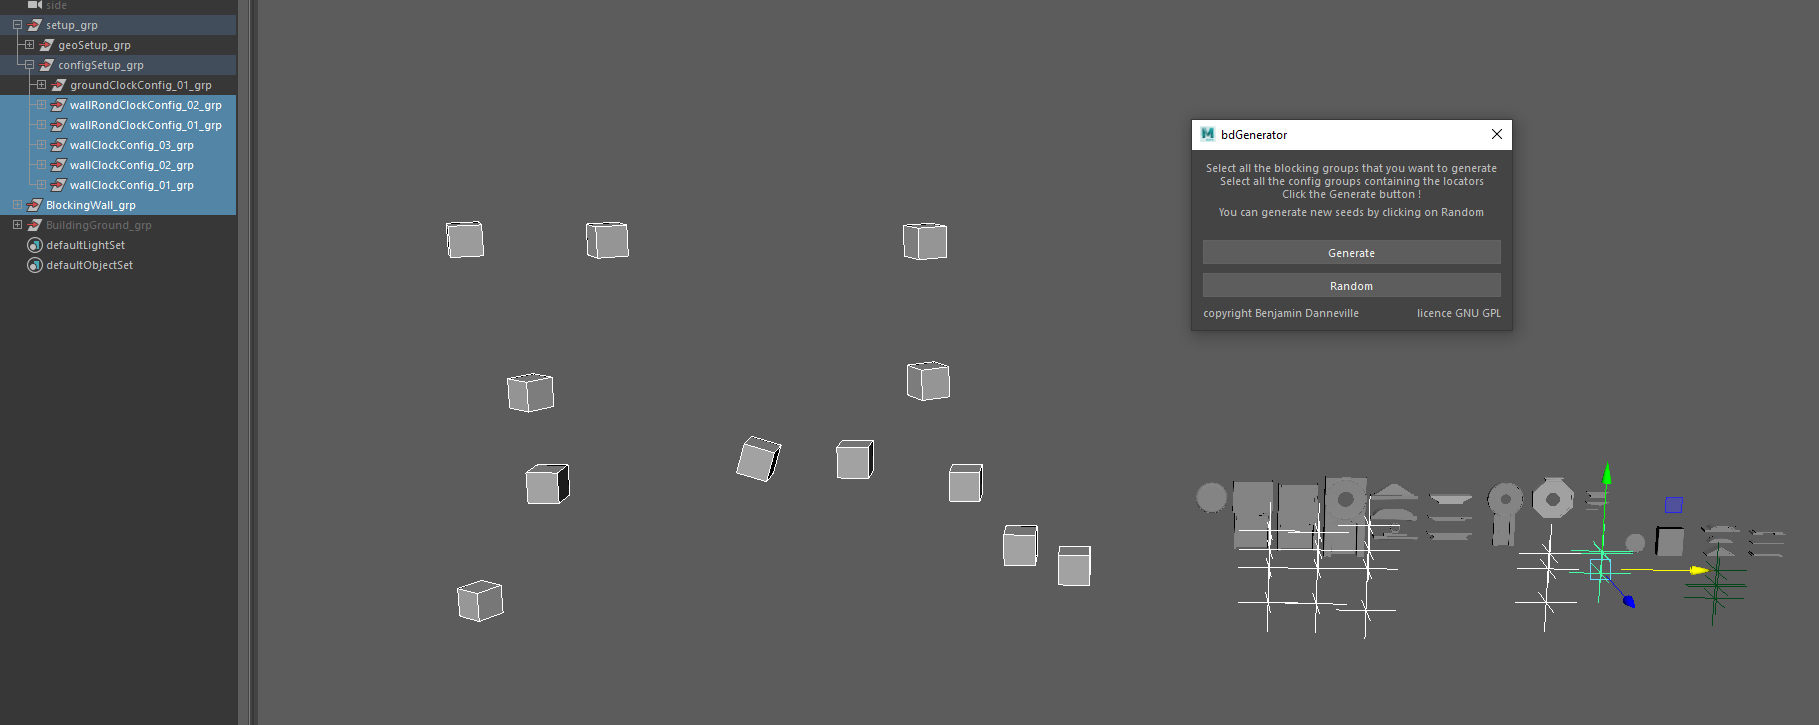 side
setup_grp
geoSetup_grp
configSetup_grp
groundClockConfig_01_grp
wallRondClockConfig_02_grp
wallRondClockConfig_01_grp
wallClockConfig_03_grp
wallClockConfig_02_grp
wallClockConfig_01_grp
BlockingWall_grp
BuildingGround_grp
defaultLightSet
defaultObjectSet
M bdGenerator
Select all the blocking groups that you want to generate
Select all the config groups containing the locators
Click the Generate button !
You can generate new seeds by clicking on Random
Generate
Random
copyright Benjamin Danneville licence GNU GPL